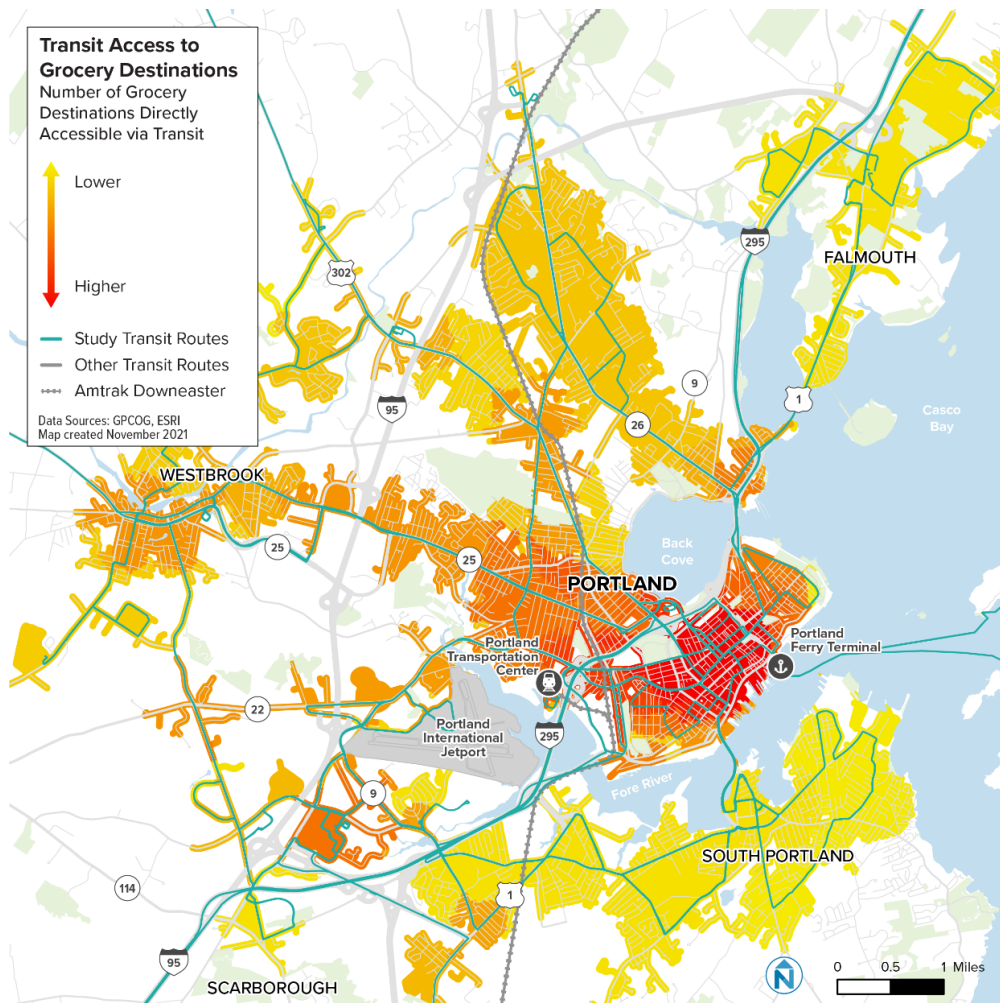 Transit Access to
Grocery Destinations
Number of Grocery
Destinations Directly
Accessible via Transit
Lower
Higher
Study Transit Routes
Other Transit Routes
Amtrak Downeaster
Data Sources: GPCOG, ESRI
Map created November 2021
302
295
FALMOUTH
95
9
1
26
Casco
Bay
WESTBROOK
25
25
Back
Cove
PORTLAND
Portland
Transportation
Center
Portland
Ferry Terminal
22
Portland
International
Jetport
295
9
Fore River
SOUTH PORTLAND
114
1
95
SCARBOROUGH
N
0 0.5 1 Miles